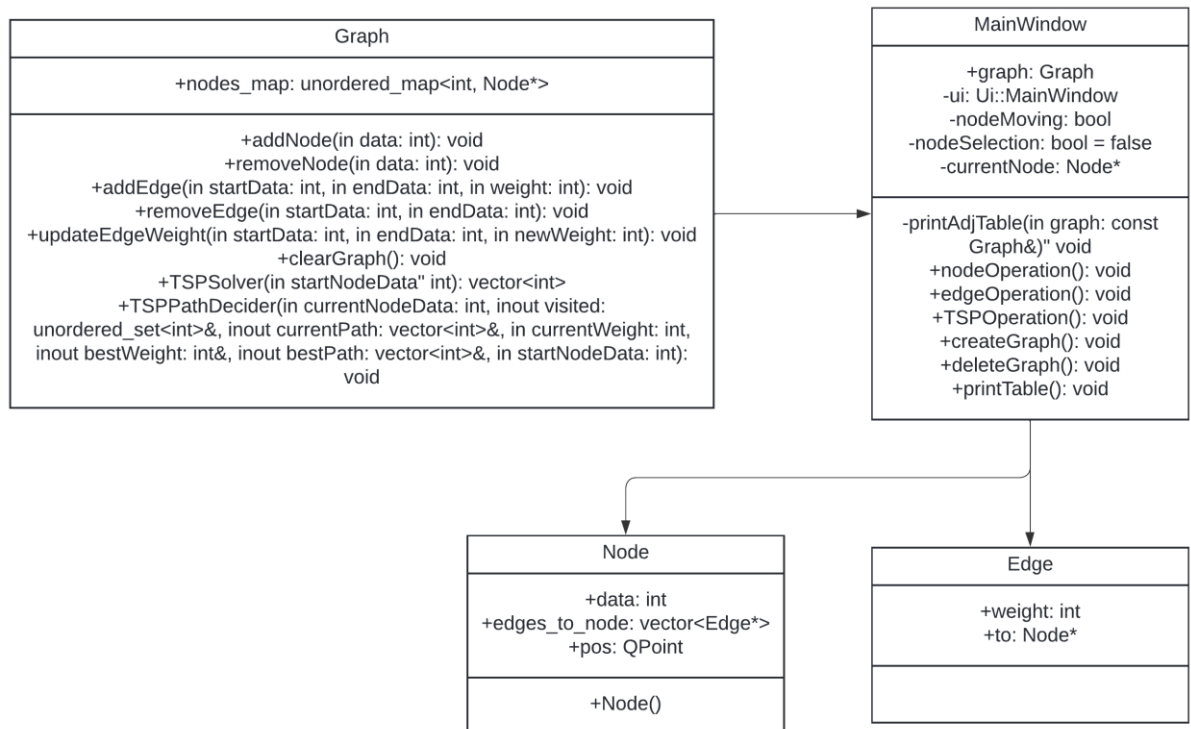 Graph
+nodes_map: unordered_map<int, Node*>
+addNode(in data: int): void
+removeNode(in data: int): void
+addEdge(in startData: int, in endData: int, in weight: int): void
+removeEdge(in startData: int, in endData: int): void
+updateEdgeWeight(in startData: int, in endData: int, in newWeight: int): void
+clearGraph(): void
+TSPSolver(in startNodeData" int): vector<int>
+TSPPathDecider(in currentNodeData: int, inout visited:
unordered_set<int>&, inout currentPath: vector<int>&, in currentWeight: int,
inout bestWeight: int&, inout bestPath: vector<int>&, in startNodeData: int):
void
MainWindow
+graph: Graph
-ui: Ui::MainWindow
-nodeMoving: bool
-nodeSelection: bool = false
-currentNode: Node*
-printAdjTable(in graph: const
Graph&)" void
+nodeOperation(): void
+edgeOperation(): void
+TSPOperation(): void
+createGraph(): void
+deleteGraph(): void
+printTable(): void
Node
+data: int
+edges_to_node: vector<Edge*>
+pos: QPoint
+Node()
Edge
+weight: int
+to: Node*